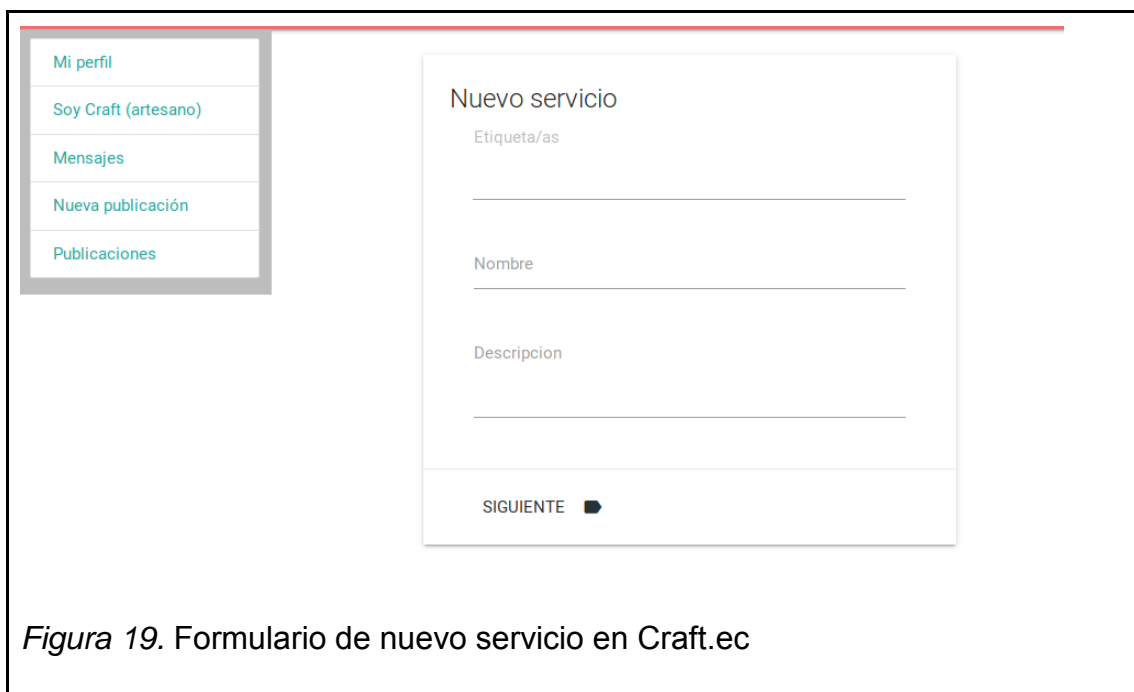 Mi perfil
Soy Craft (artesano)
Mensajes
Nueva publicación
Publicaciones
Nuevo servicio
Etiqueta/as
Nombre
Descripcion
SIGUIENTE
Figura 19. Formulario de nuevo servicio en Craft.ec